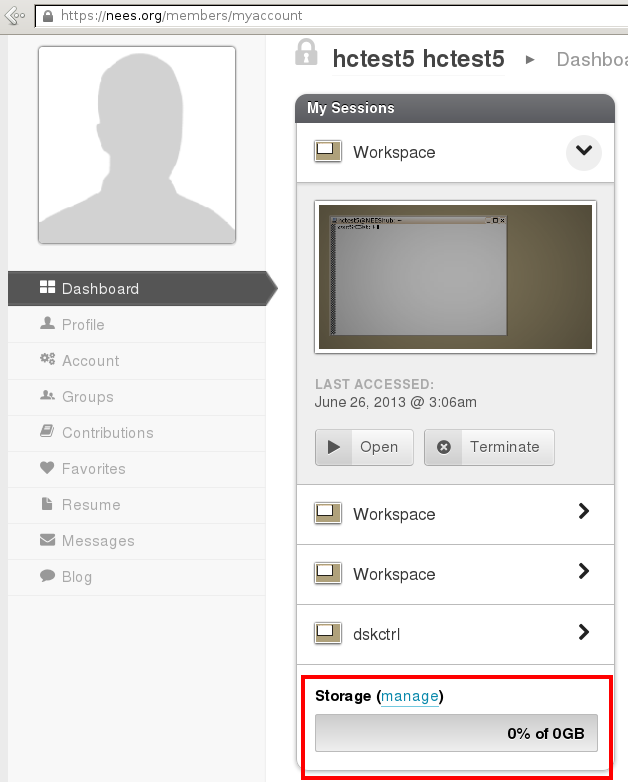 https://nees.org/members/myaccount
hctest5 hctest5
Dashboa
My Sessions
Workspace
hctest5@NEEShub: ~
LAST ACCESSED:
June 26, 2013 @ 3:06am
Open
Terminate
Workspace
Workspace
dskctrl
Storage (manage)
0% of 0GB
Dashboard
Profile
Account
Groups
Contributions
Favorites
Resume
Messages
Blog